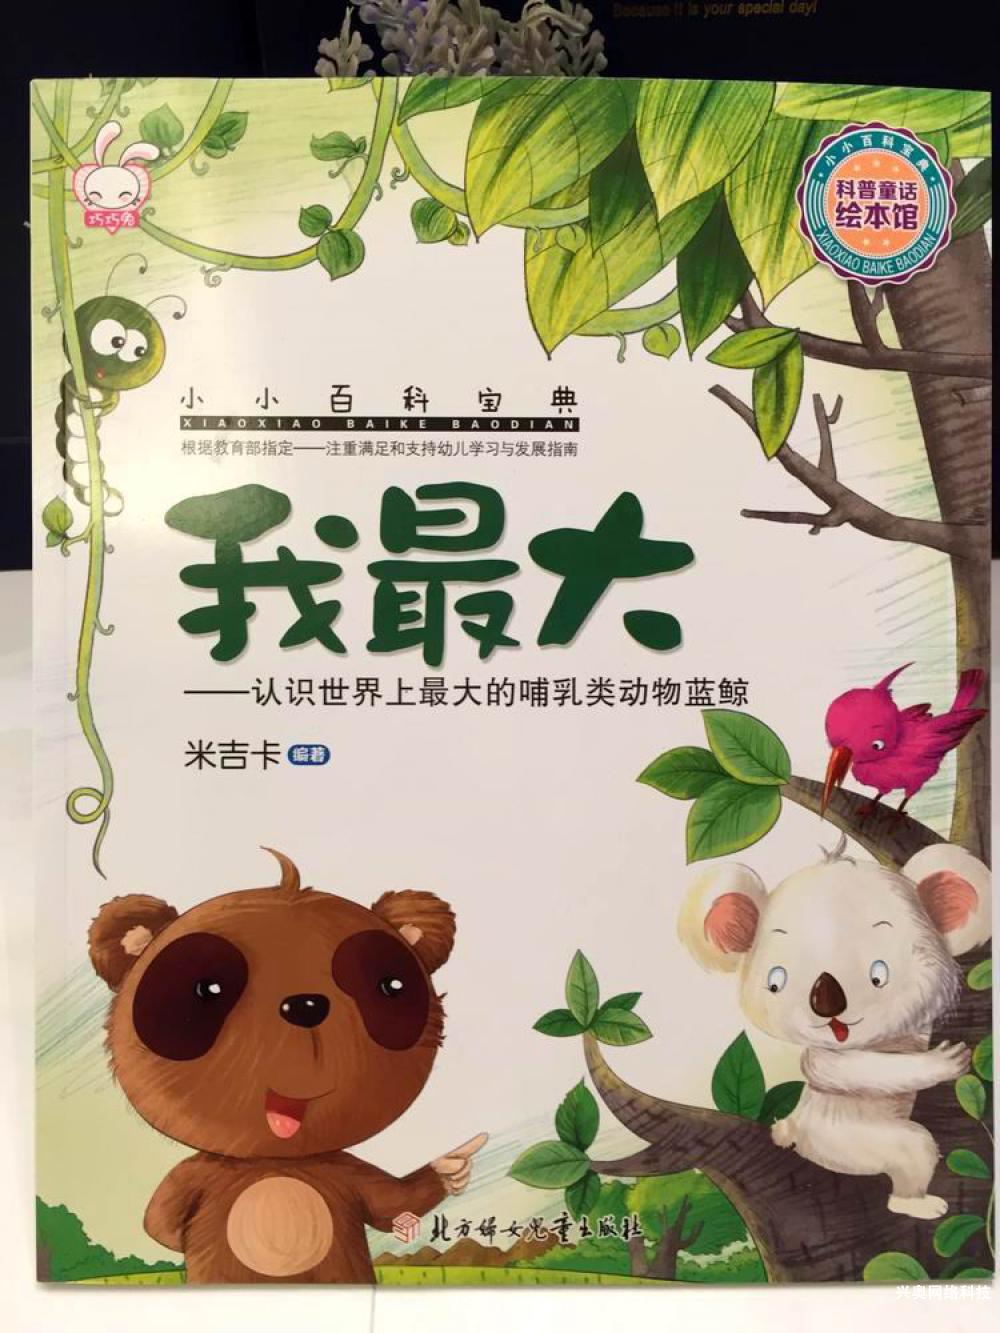 Because it is your special day!
小小百科宝典
科普童话
绘本馆
XIAOXIAO BAIKE BAODIAN
巧巧兔
小小百科宝典
XIAOXIAO BAIKE BAODIAN
根据教育部指定——注重满足和支持幼儿学习与发展指南
我最大
——认识世界上最大的哺乳类动物蓝鲸
米吉卡 编著
北方婦女儿童出版社
兴奥网络科技